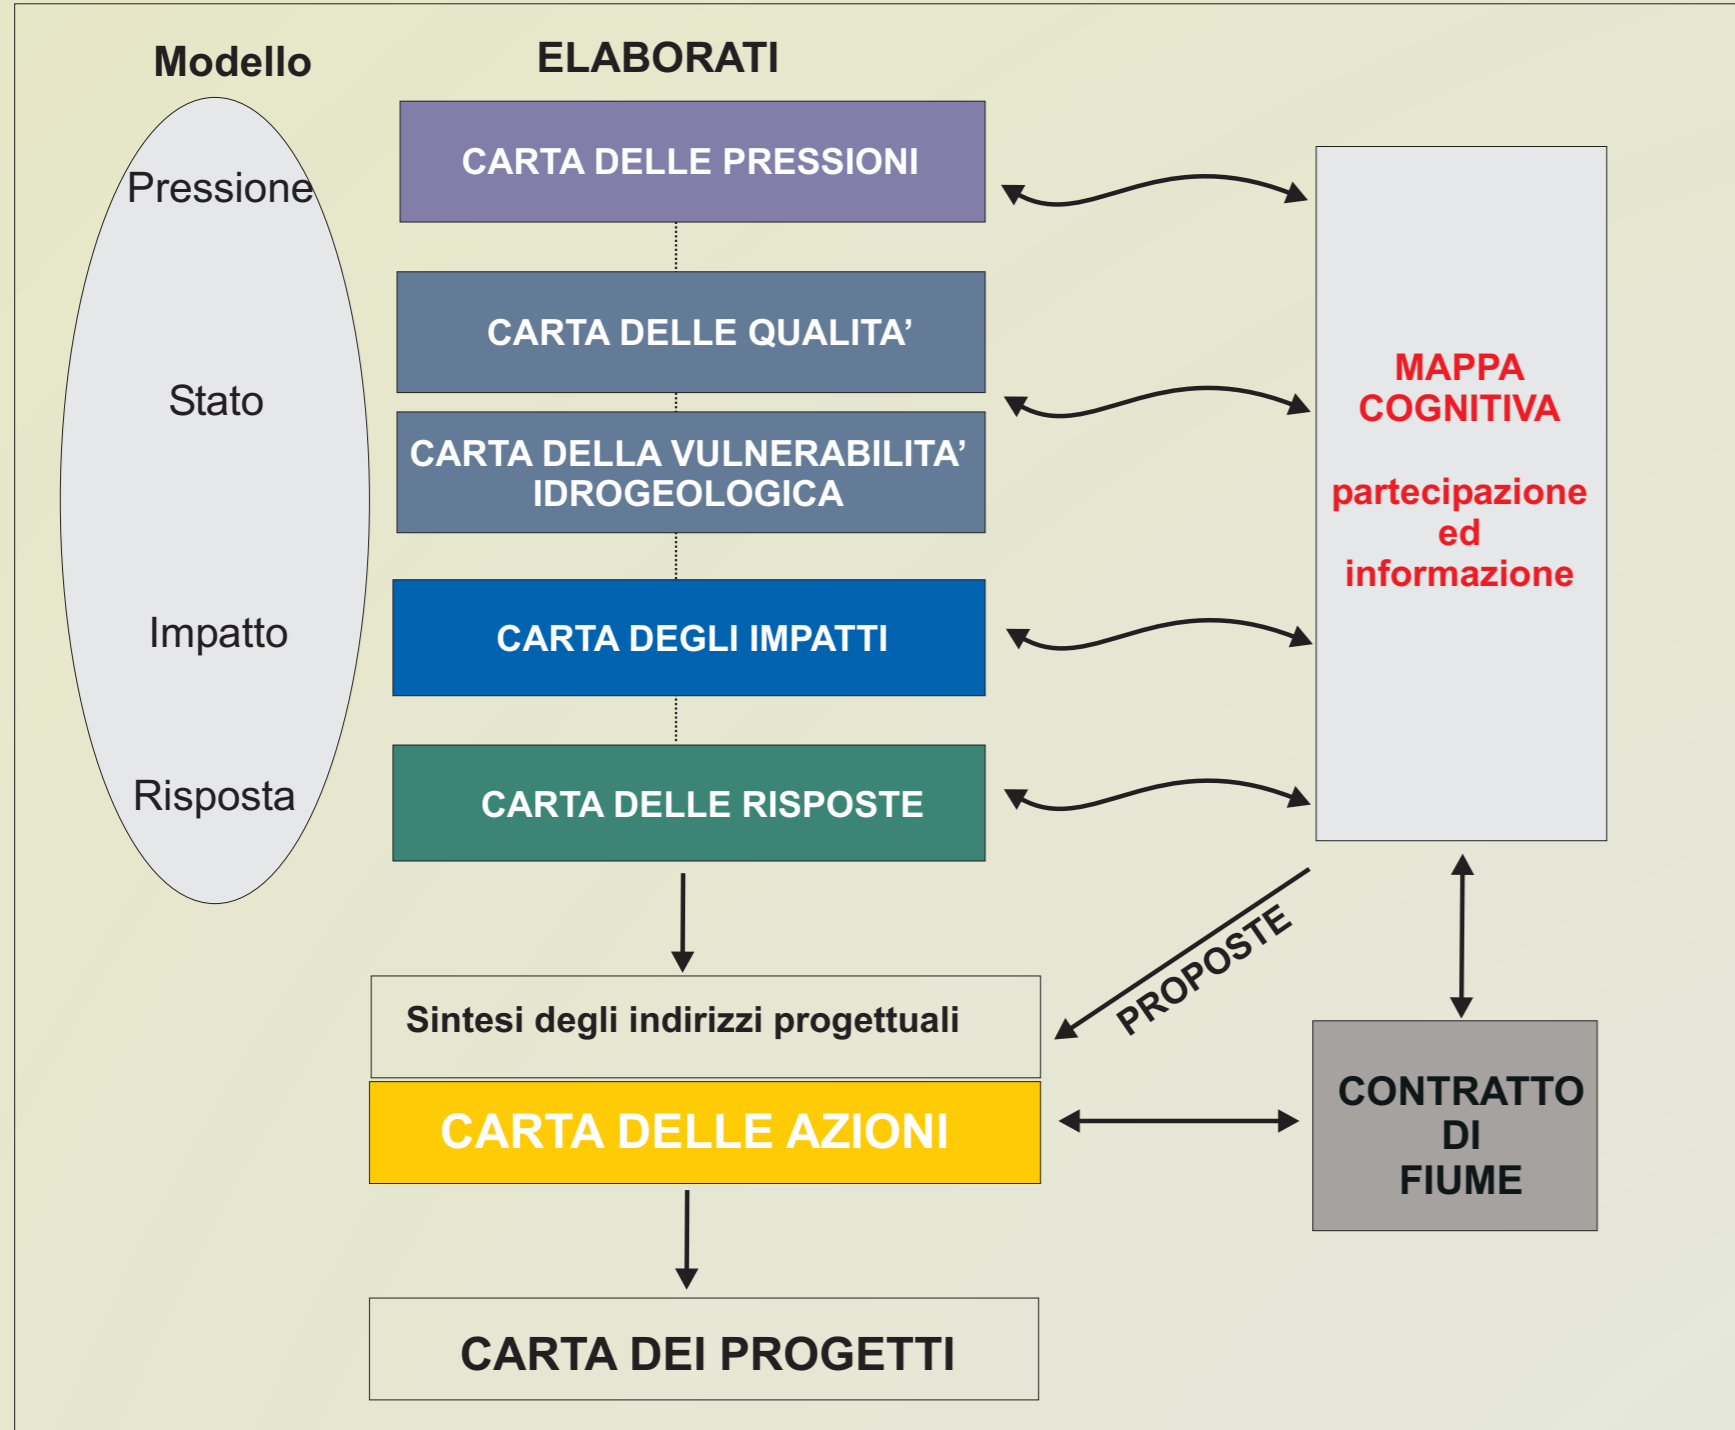 Modello
ELABORATI
Pressione
CARTA DELLE PRESSIONI
CARTA DELLE QUALITA’
Stato
CARTA DELLA VULNERABILITA’
IDROGEOLOGICA
Impatto
CARTA DEGLI IMPATTI
Risposta
CARTA DELLE RISPOSTE
MAPPA
COGNITIVA
partecipazione
ed
informazione
PROPOSTE
Sintesi degli indirizzi progettuali
CARTA DELLE AZIONI
CONTRATTO
DI
FIUME
CARTA DEI PROGETTI